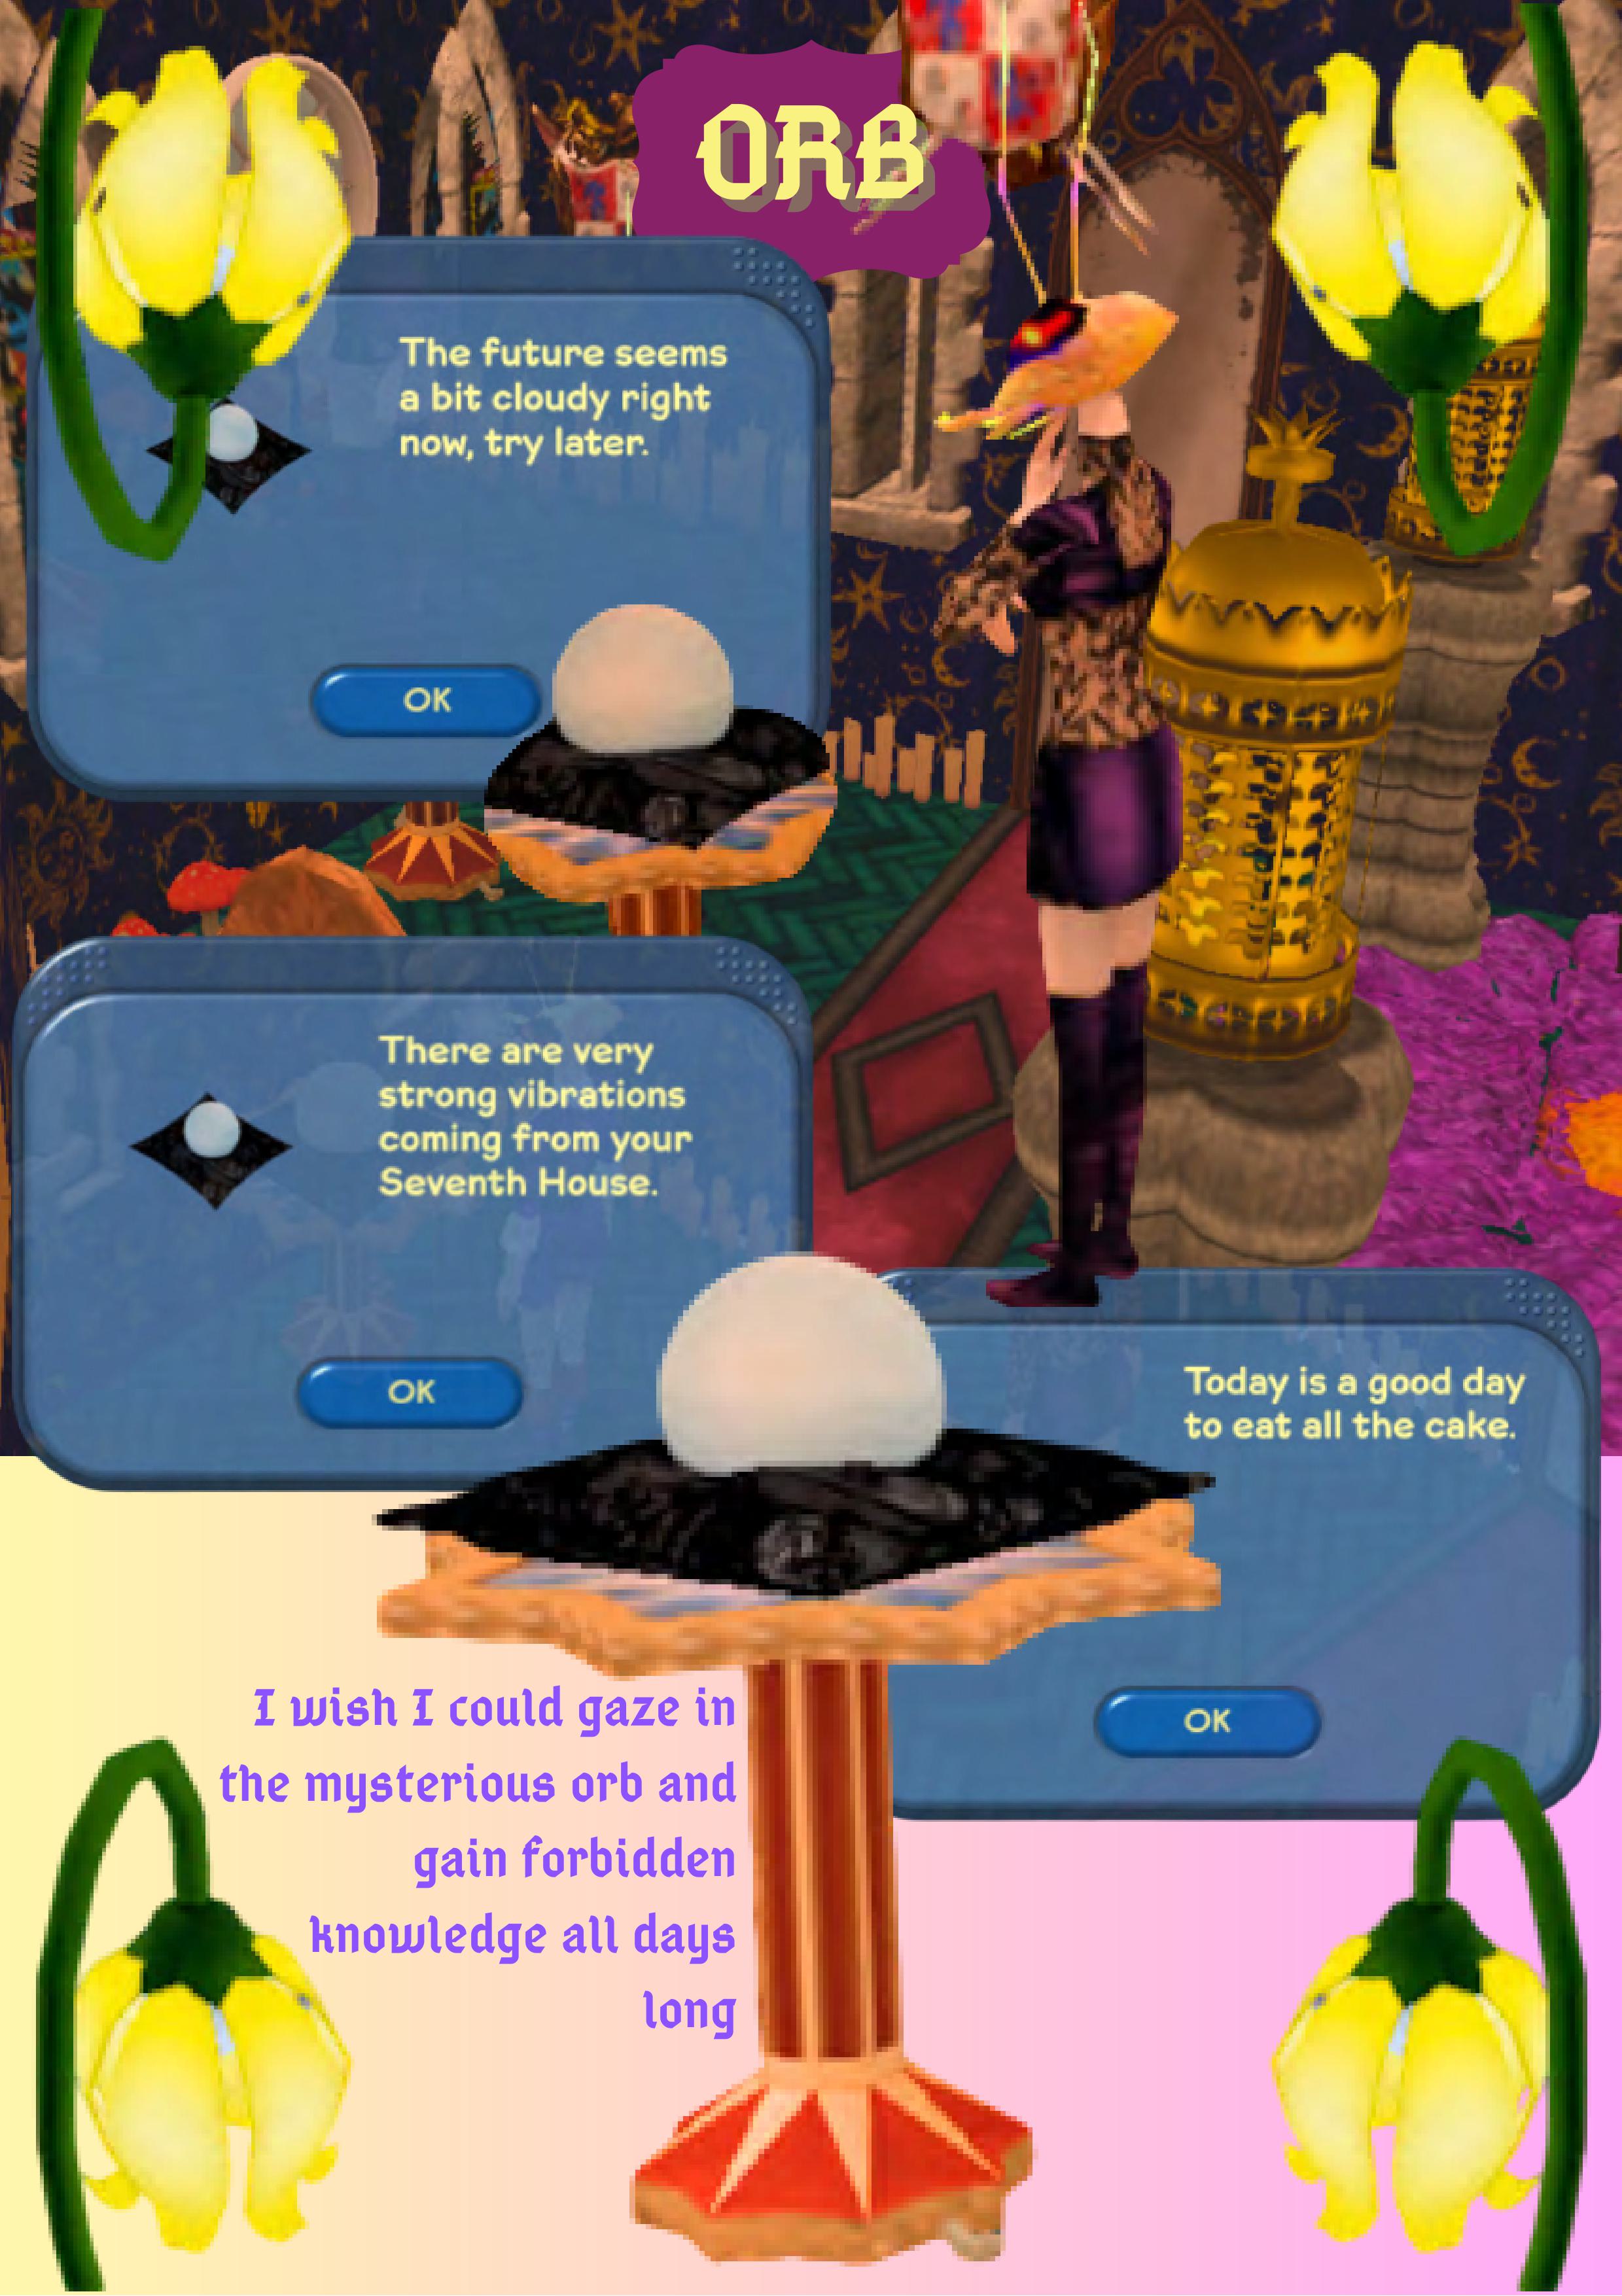 ORB
The future seems
a bit cloudy right
now, try later.
OK
There are very
strong vibrations
coming from your
Seventh House.
OK
Today is a good day
to eat all the cake.
OK
I wish I could gaze in
the mysterious orb and
gain forbidden
knowledge all days
long